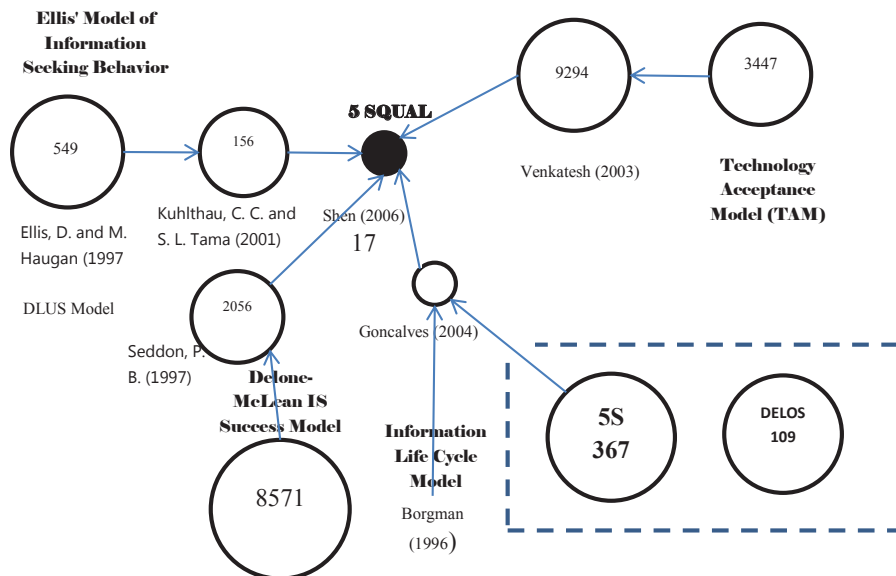 Ellis' Model of
Information
Seeking Behavior
549
156
5 SQUAL
9294
3447
Venkatesh (2003)
Technology
Acceptance
Model (TAM)
Ellis, D. and M.
Haugan (1997
Kuhlthau, C. C. and
S. L. Tama (2001)
Shen (2006)
17
DLUS Model
2056
Seddon, P.
B. (1997)
Goncalves (2004)
Delone-
McLean IS
Success Model
8571
Information
Life Cycle
Model
Borgman
(1996)
5S
367
DELOS
109